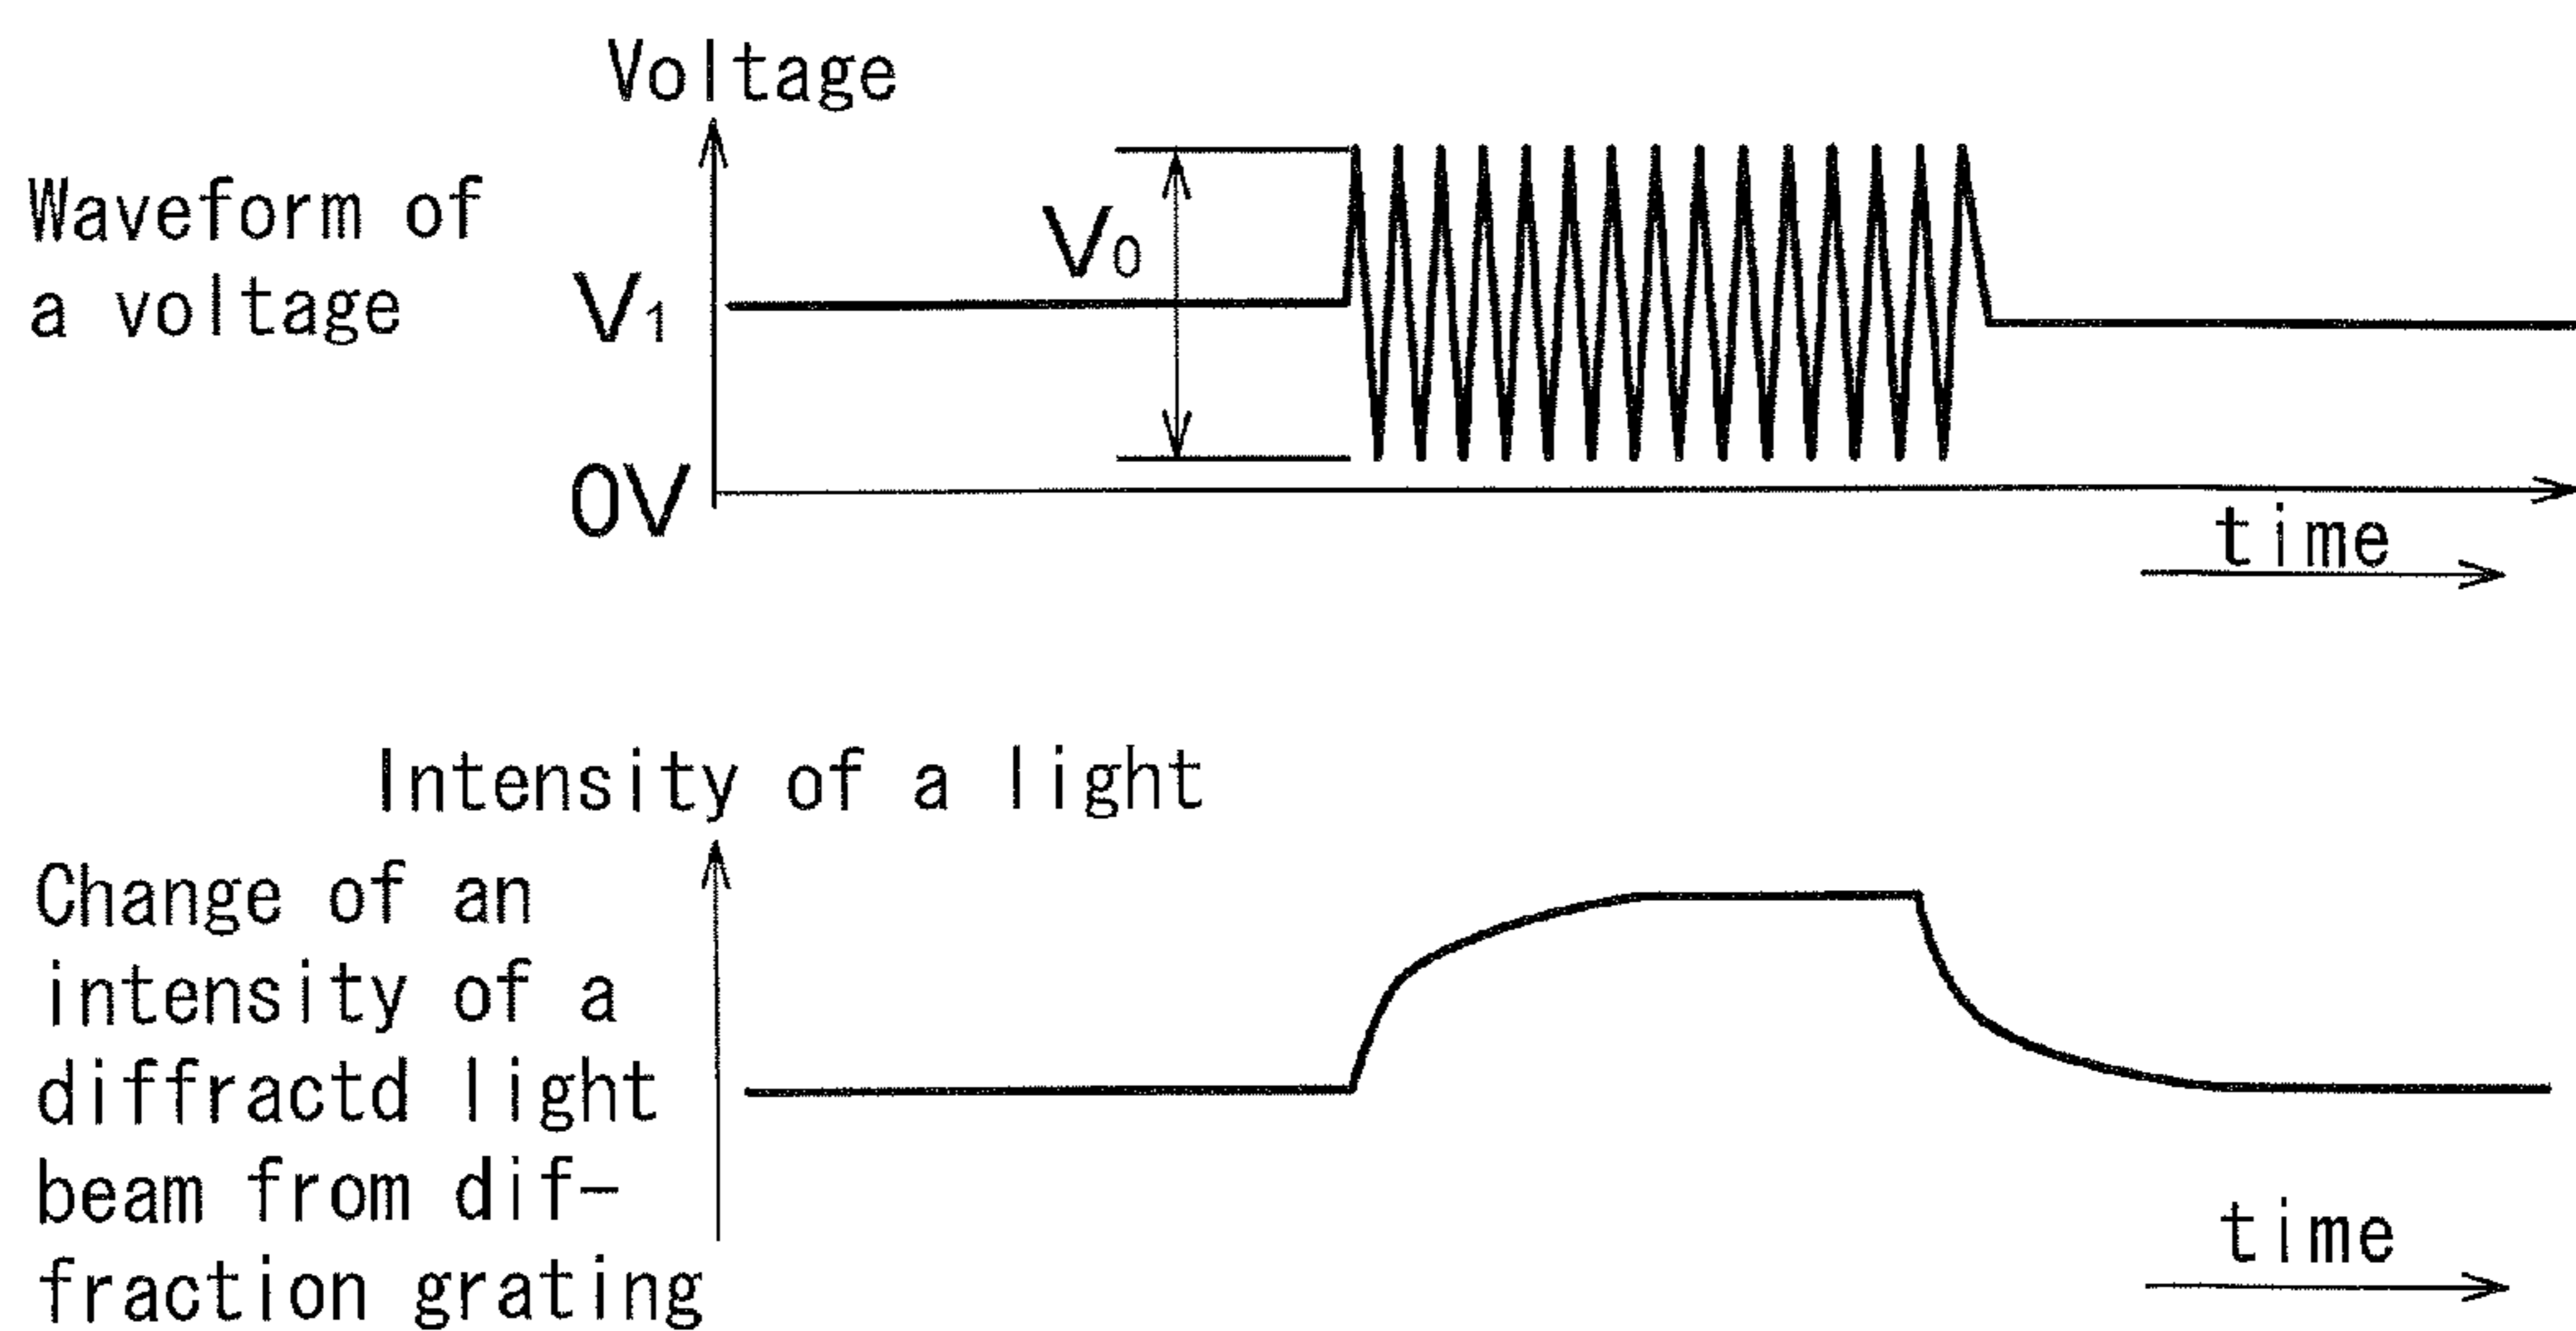 Voltage
Waveform of
a voltage
V1
V0
0V
time
Intensity of a light
Change of an
intensity of a
diffractd light
beam from dif-
fraction grating
time